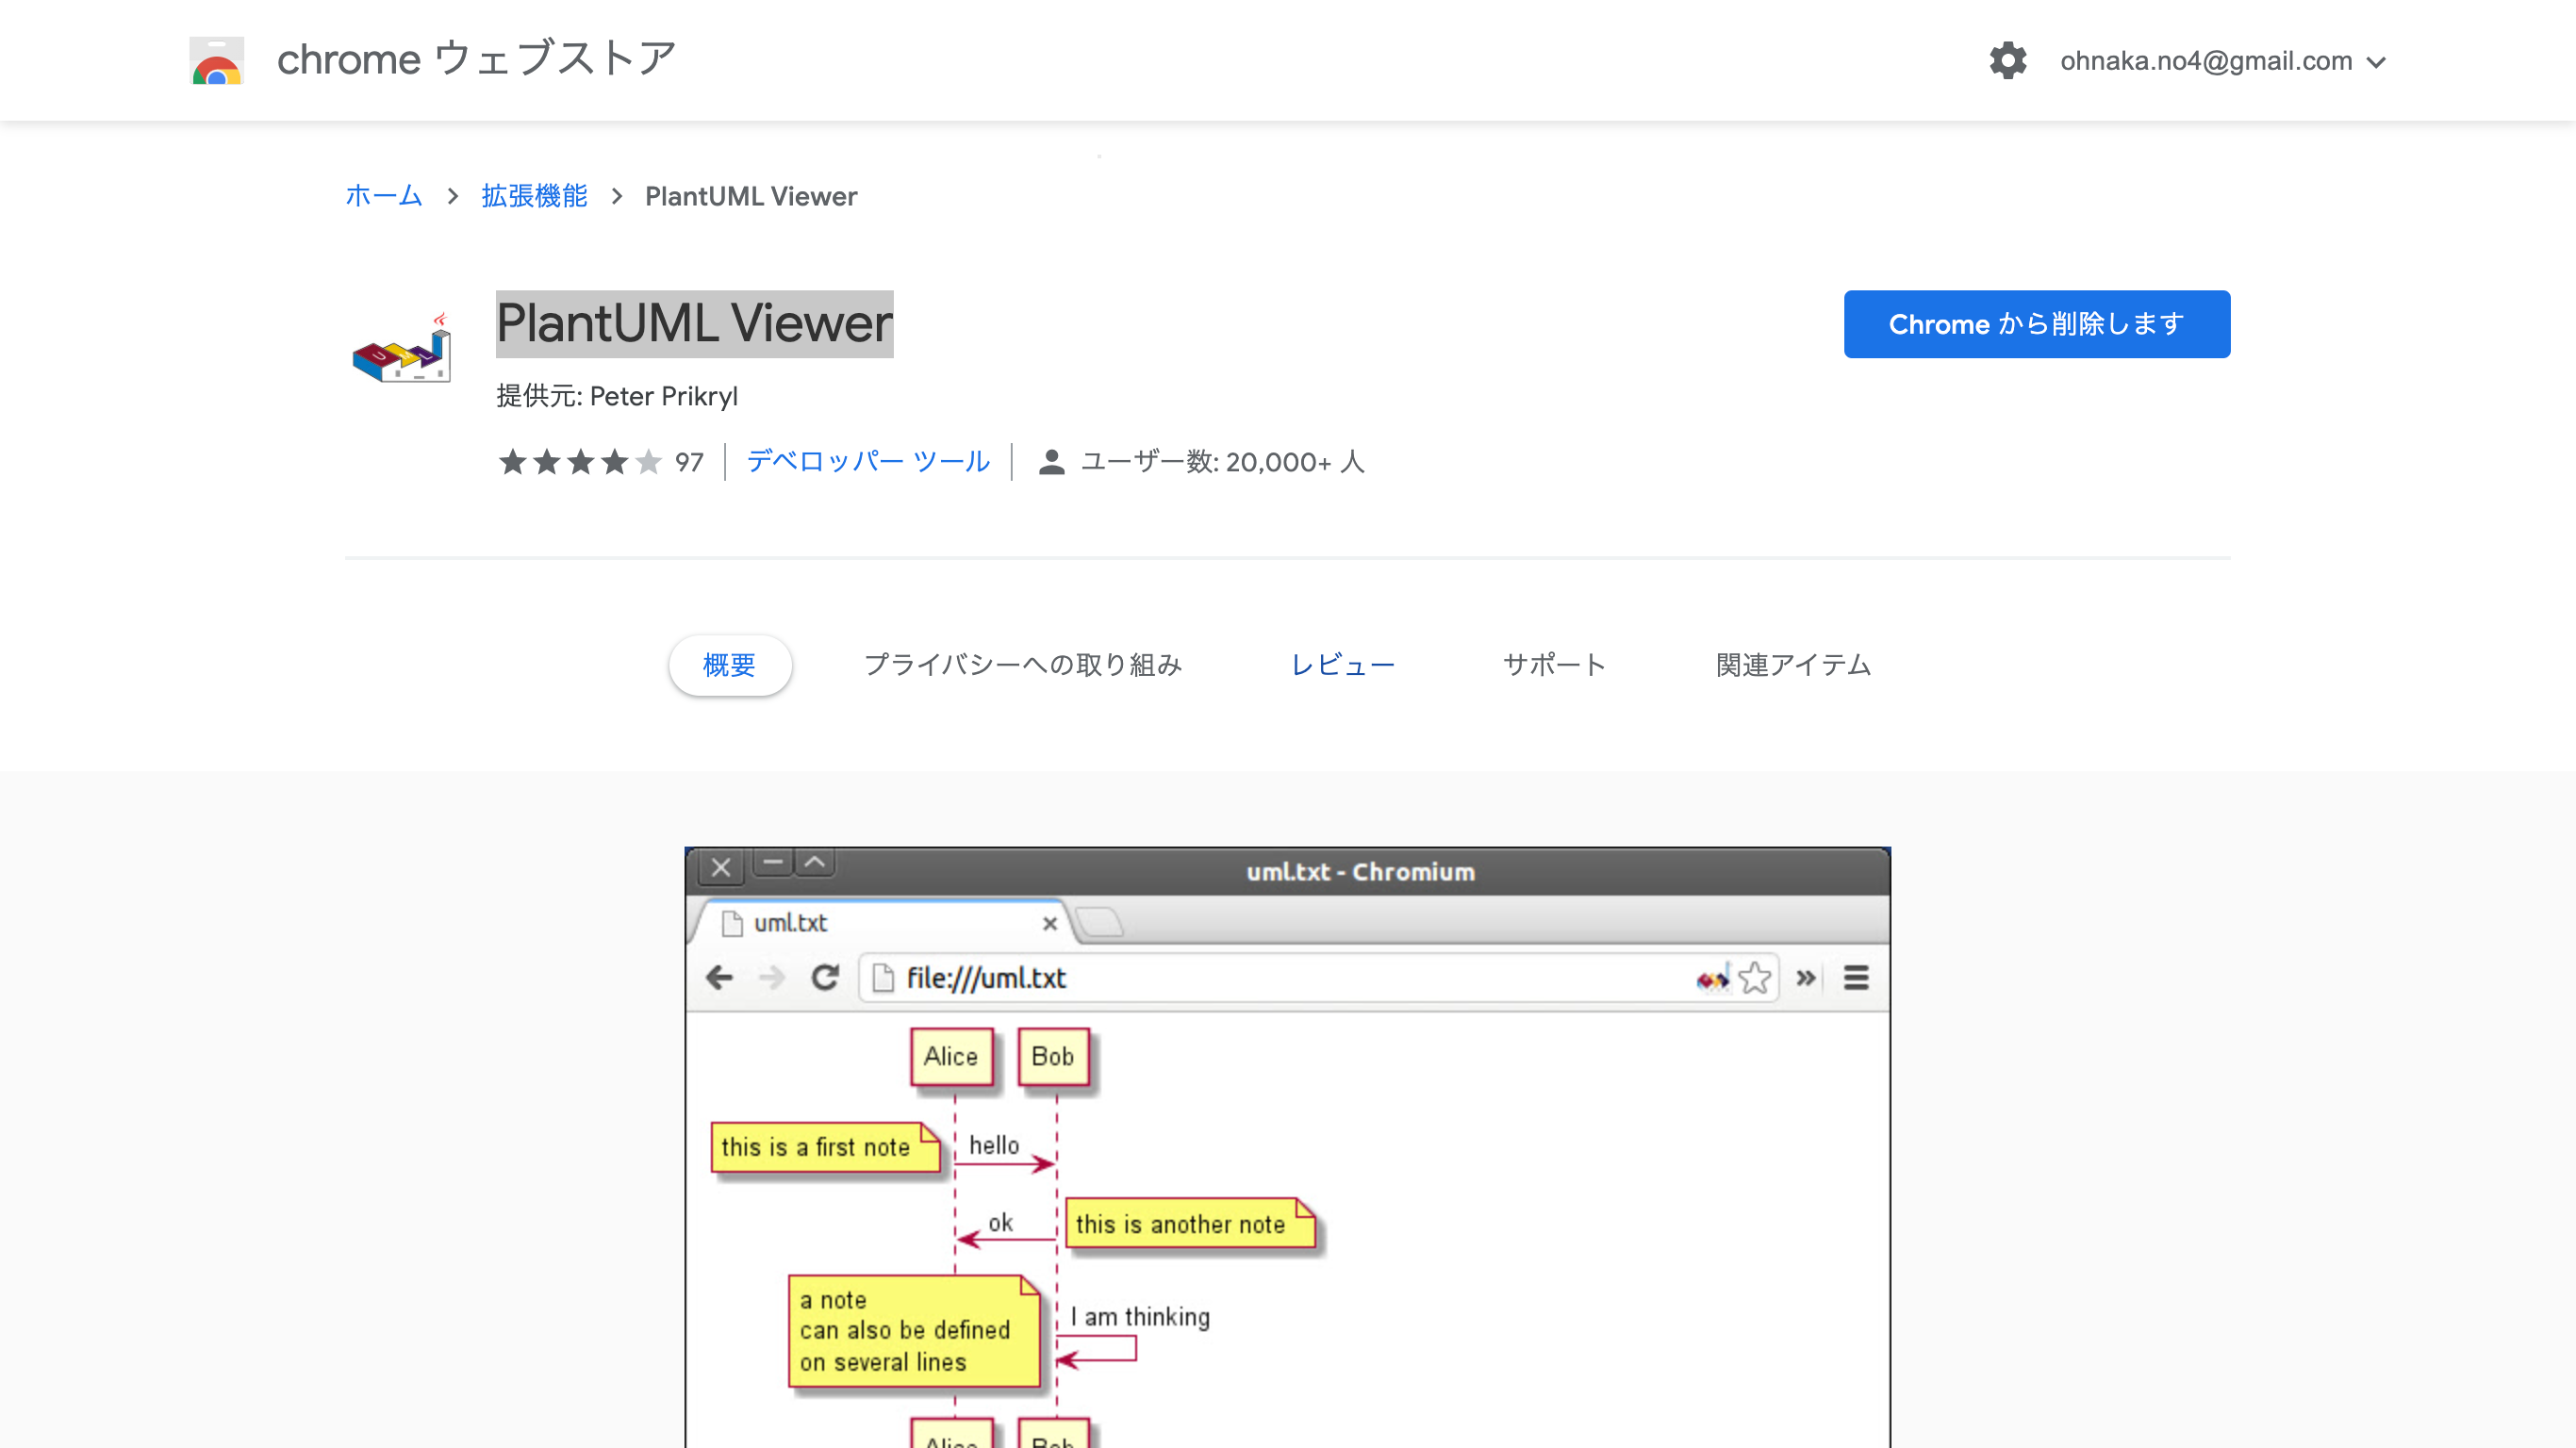 chrome ウェブストア
ohnaka.no4@gmail.com
ホーム
拡張機能
PlantUML Viewer
PlantUML Viewer
Chrome から削除します
提供元: Peter Prikryl
97
デベロッパー ツール
ユーザー数: 20,000+ 人
概要
プライバシーへの取り組み
レビュー
サポート
関連アイテム
uml.txt - Chromium
uml.txt
file:///uml.txt
Alice
Bob
this is a first note
hello
ok
this is another note
a note
can also be defined
on several lines
I am thinking
Alice
Bob